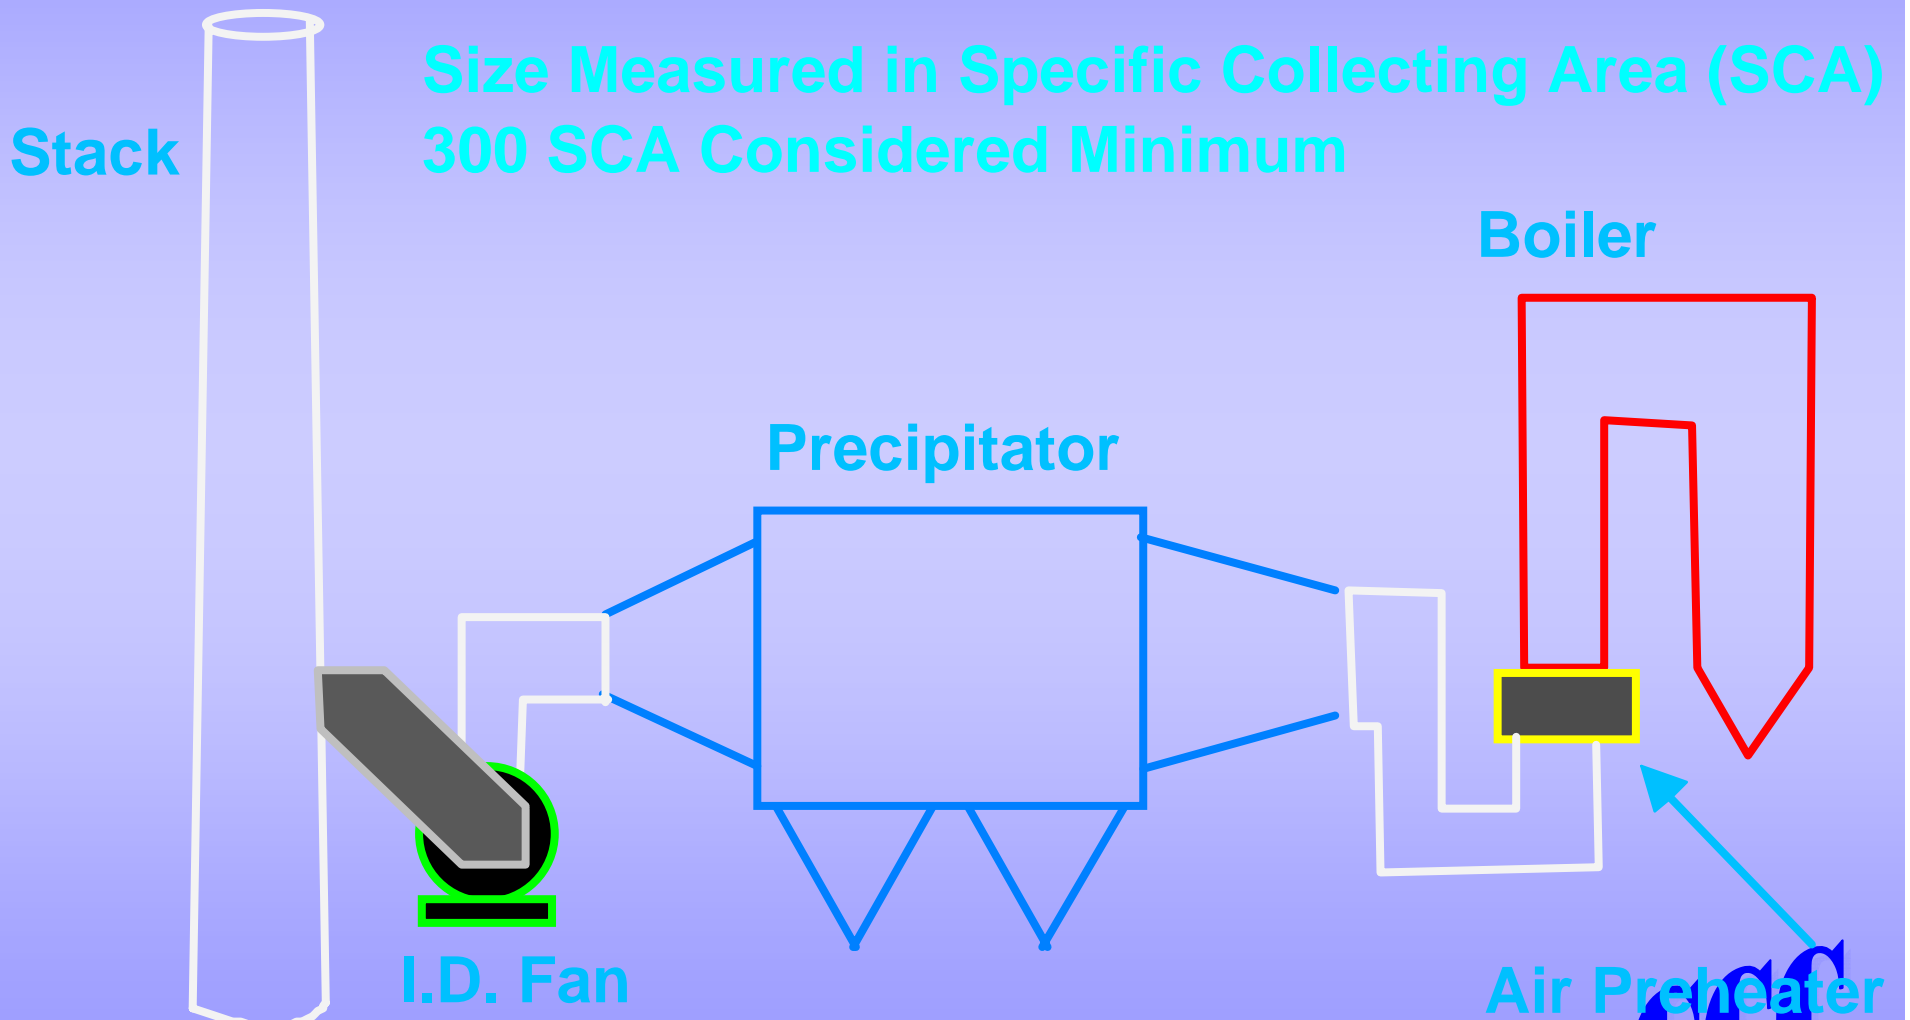 Size Measured in Specific Collecting Area (SCA)
300 SCA Considered Minimum
Stack
Boiler
Precipitator
I.D. Fan
Air Preheater